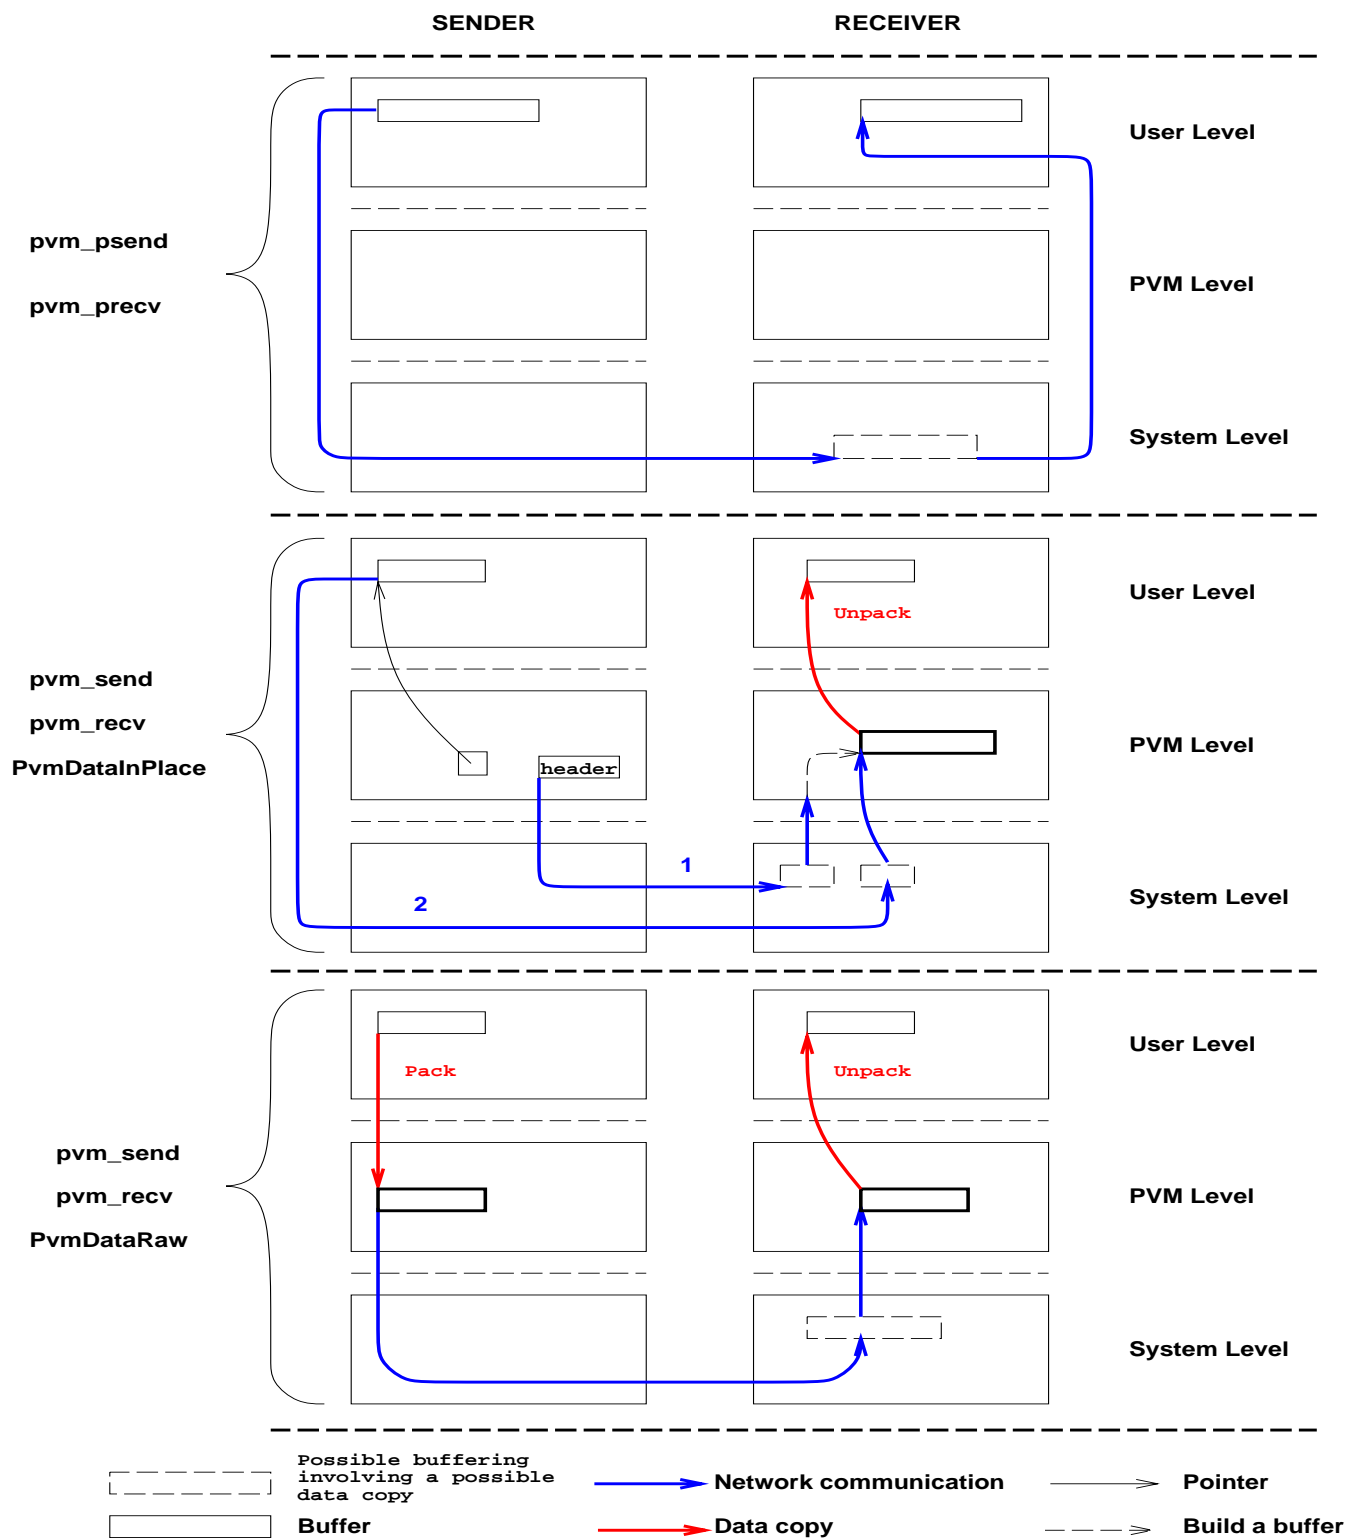 SENDER RECEIVER
User Level
pvm_psend
pvm_precv
PVM Level
System Level
User Level
Unpack
pvm_send
pvm_recv
PvmDataInPlace
header
PVM Level
1
2
System Level
User Level
Pack
Unpack
pvm_send
pvm_recv
PvmDataRaw
PVM Level
System Level
Possible buffering
involving a possible
data copy
Network communication
Pointer
Buffer
Data copy
Build a buffer